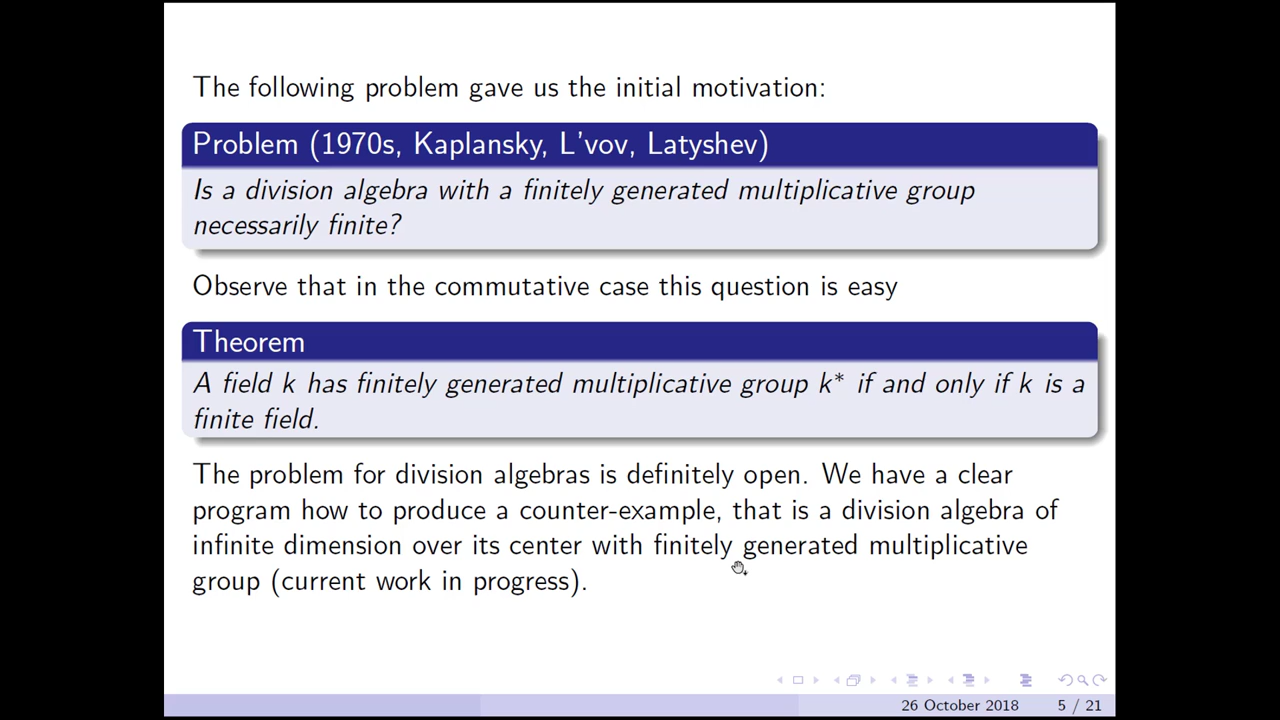 The following problem gave us the initial motivation:
Problem (1970s, Kaplansky, L'vov, Latyshev)
Is a division algebra with a finitely generated multiplicative group
necessarily finite?
Observe that in the commutative case this question is easy
Theorem
A field k has finitely generated multiplicative group k* if and only if k is a
finite field.
The problem for division algebras is definitely open. We have a clear
program how to produce a counter-example, that is a division algebra of
infinite dimension over its center with finitely generated multiplicative
group (current work in progress).
26 October 2018 5 / 21